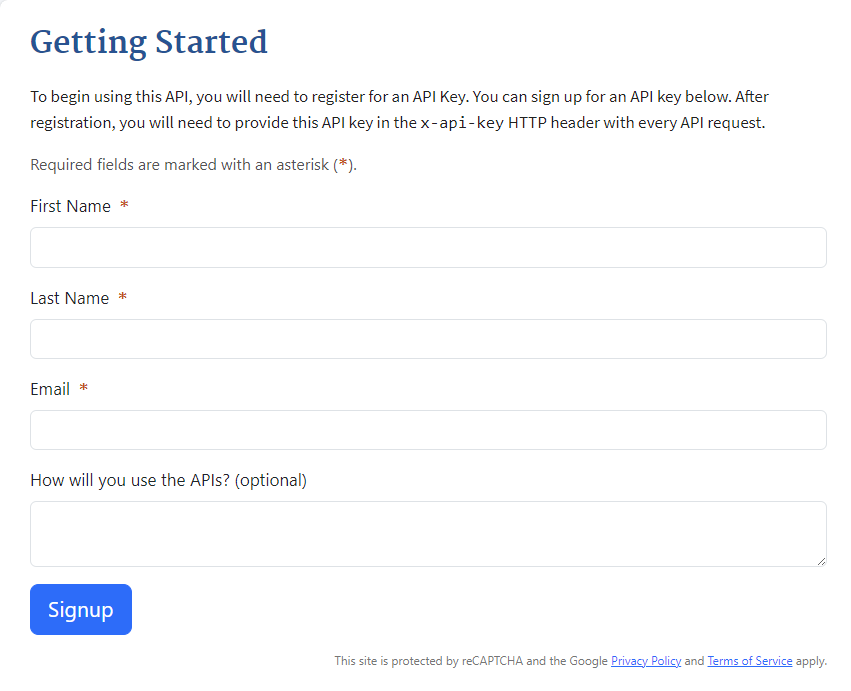 Getting Started
To begin using this API, you will need to register for an API Key. You can sign up for an API key below. After
registration, you will need to provide this API key in the x-api-key HTTP header with every API request.
Required fields are marked with an asterisk (*).
First Name *
Last Name *
Email *
How will you use the APIs? (optional)
Signup
This site is protected by reCAPTCHA and the Google Privacy Policy and Terms of Service apply.